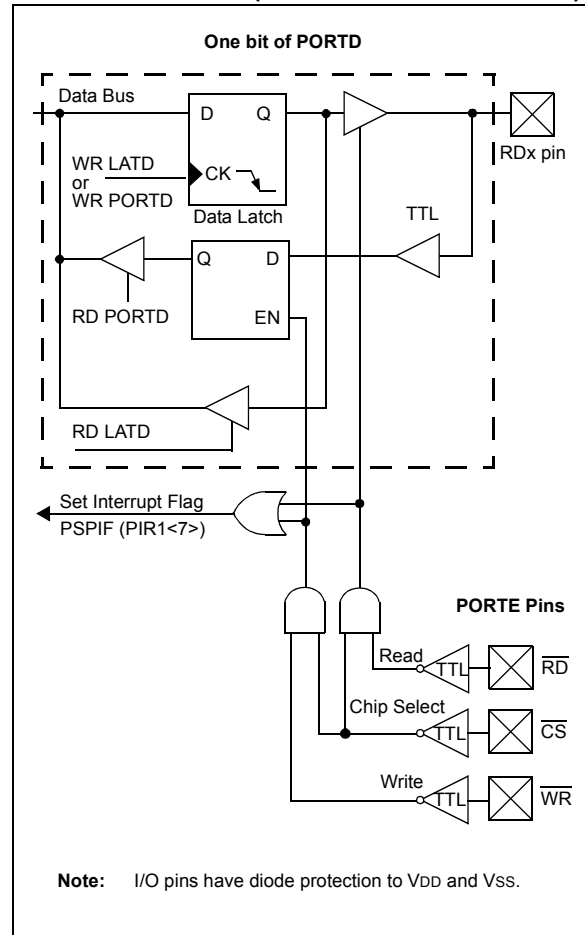 One bit of PORTD
Data Bus
D Q
RDx pin
WR LATD
or
WR PORTD
CK
Data Latch
TTL
Q D
RD PORTD
EN
RD LATD
Set Interrupt Flag
PSPIF (PIR1<7>)
PORTE Pins
Read
TTL
RD
Chip Select
TTL
CS
Write
TTL
WR
Note: I/O pins have diode protection to VDD and VSS.